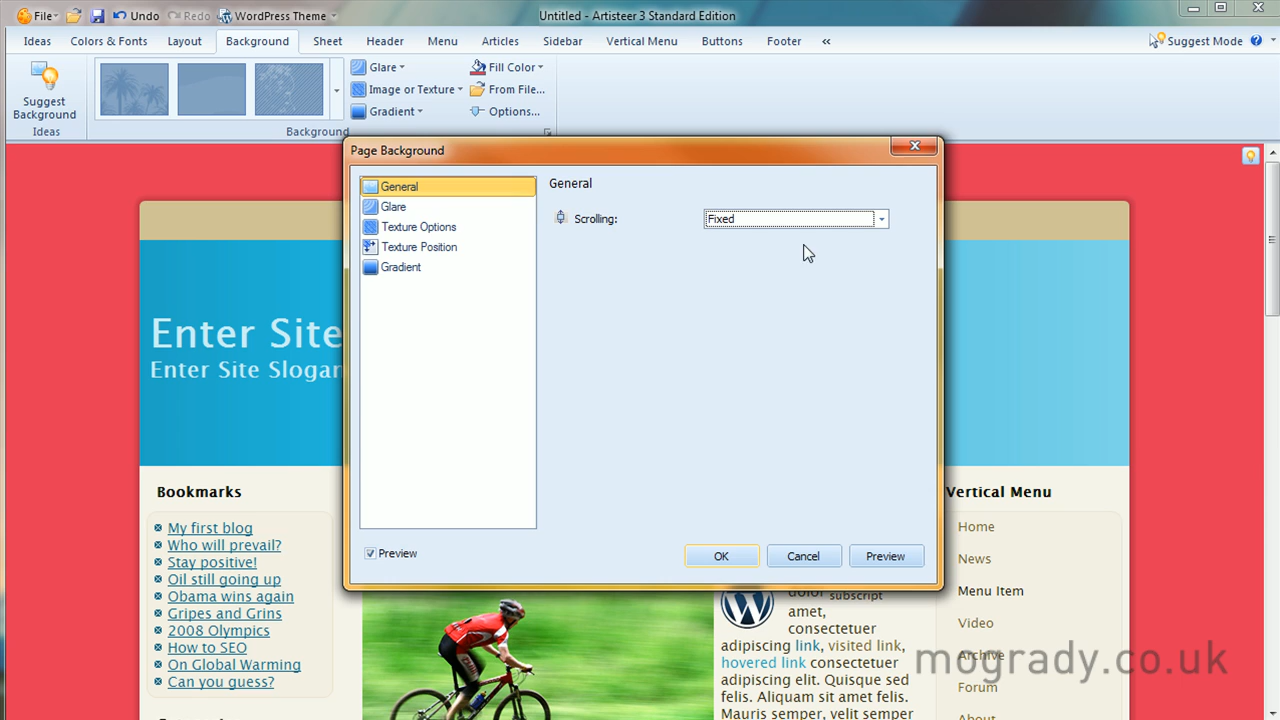 File Undo Redo WordPress Theme Untitled - Artisteer 3 Standard Edition
Ideas Colors & Fonts Layout Background Sheet Header Menu Articles Sidebar Vertical Menu Buttons Footer « Suggest Mode ?
Suggest
Background
Ideas
Glare
Image or Texture
Gradient
Fill Color
From File...
Options...
Background
Page Background
General
Glare
Texture Options
Texture Position
Gradient
General
Scrolling: Fixed
Preview
OK Cancel Preview
Enter Site
Enter Site Slogan
Bookmarks
My first blog
Who will prevail?
Stay positive!
Oil still going up
Obama wins again
Gripes and Grins
2008 Olympics
How to SEO
On Global Warming
Can you guess?
dolor subscript
amet,
consectetuer
adipiscing link, visited link,
hovered link consectetuer
adipiscing elit. Quisque sed
felis. Aliquam sit amet felis.
Mauris semper, velit semper
Vertical Menu
Home
News
Menu Item
Video
Archive
Forum
About
mogrady.co.uk